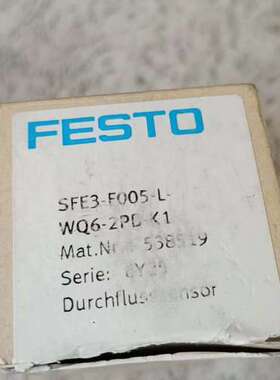 FESTO
SFE3-F005-L-
WQ6-2PB-K1
Mat.Nr.: 538519
Serie:
Durchflusssensor